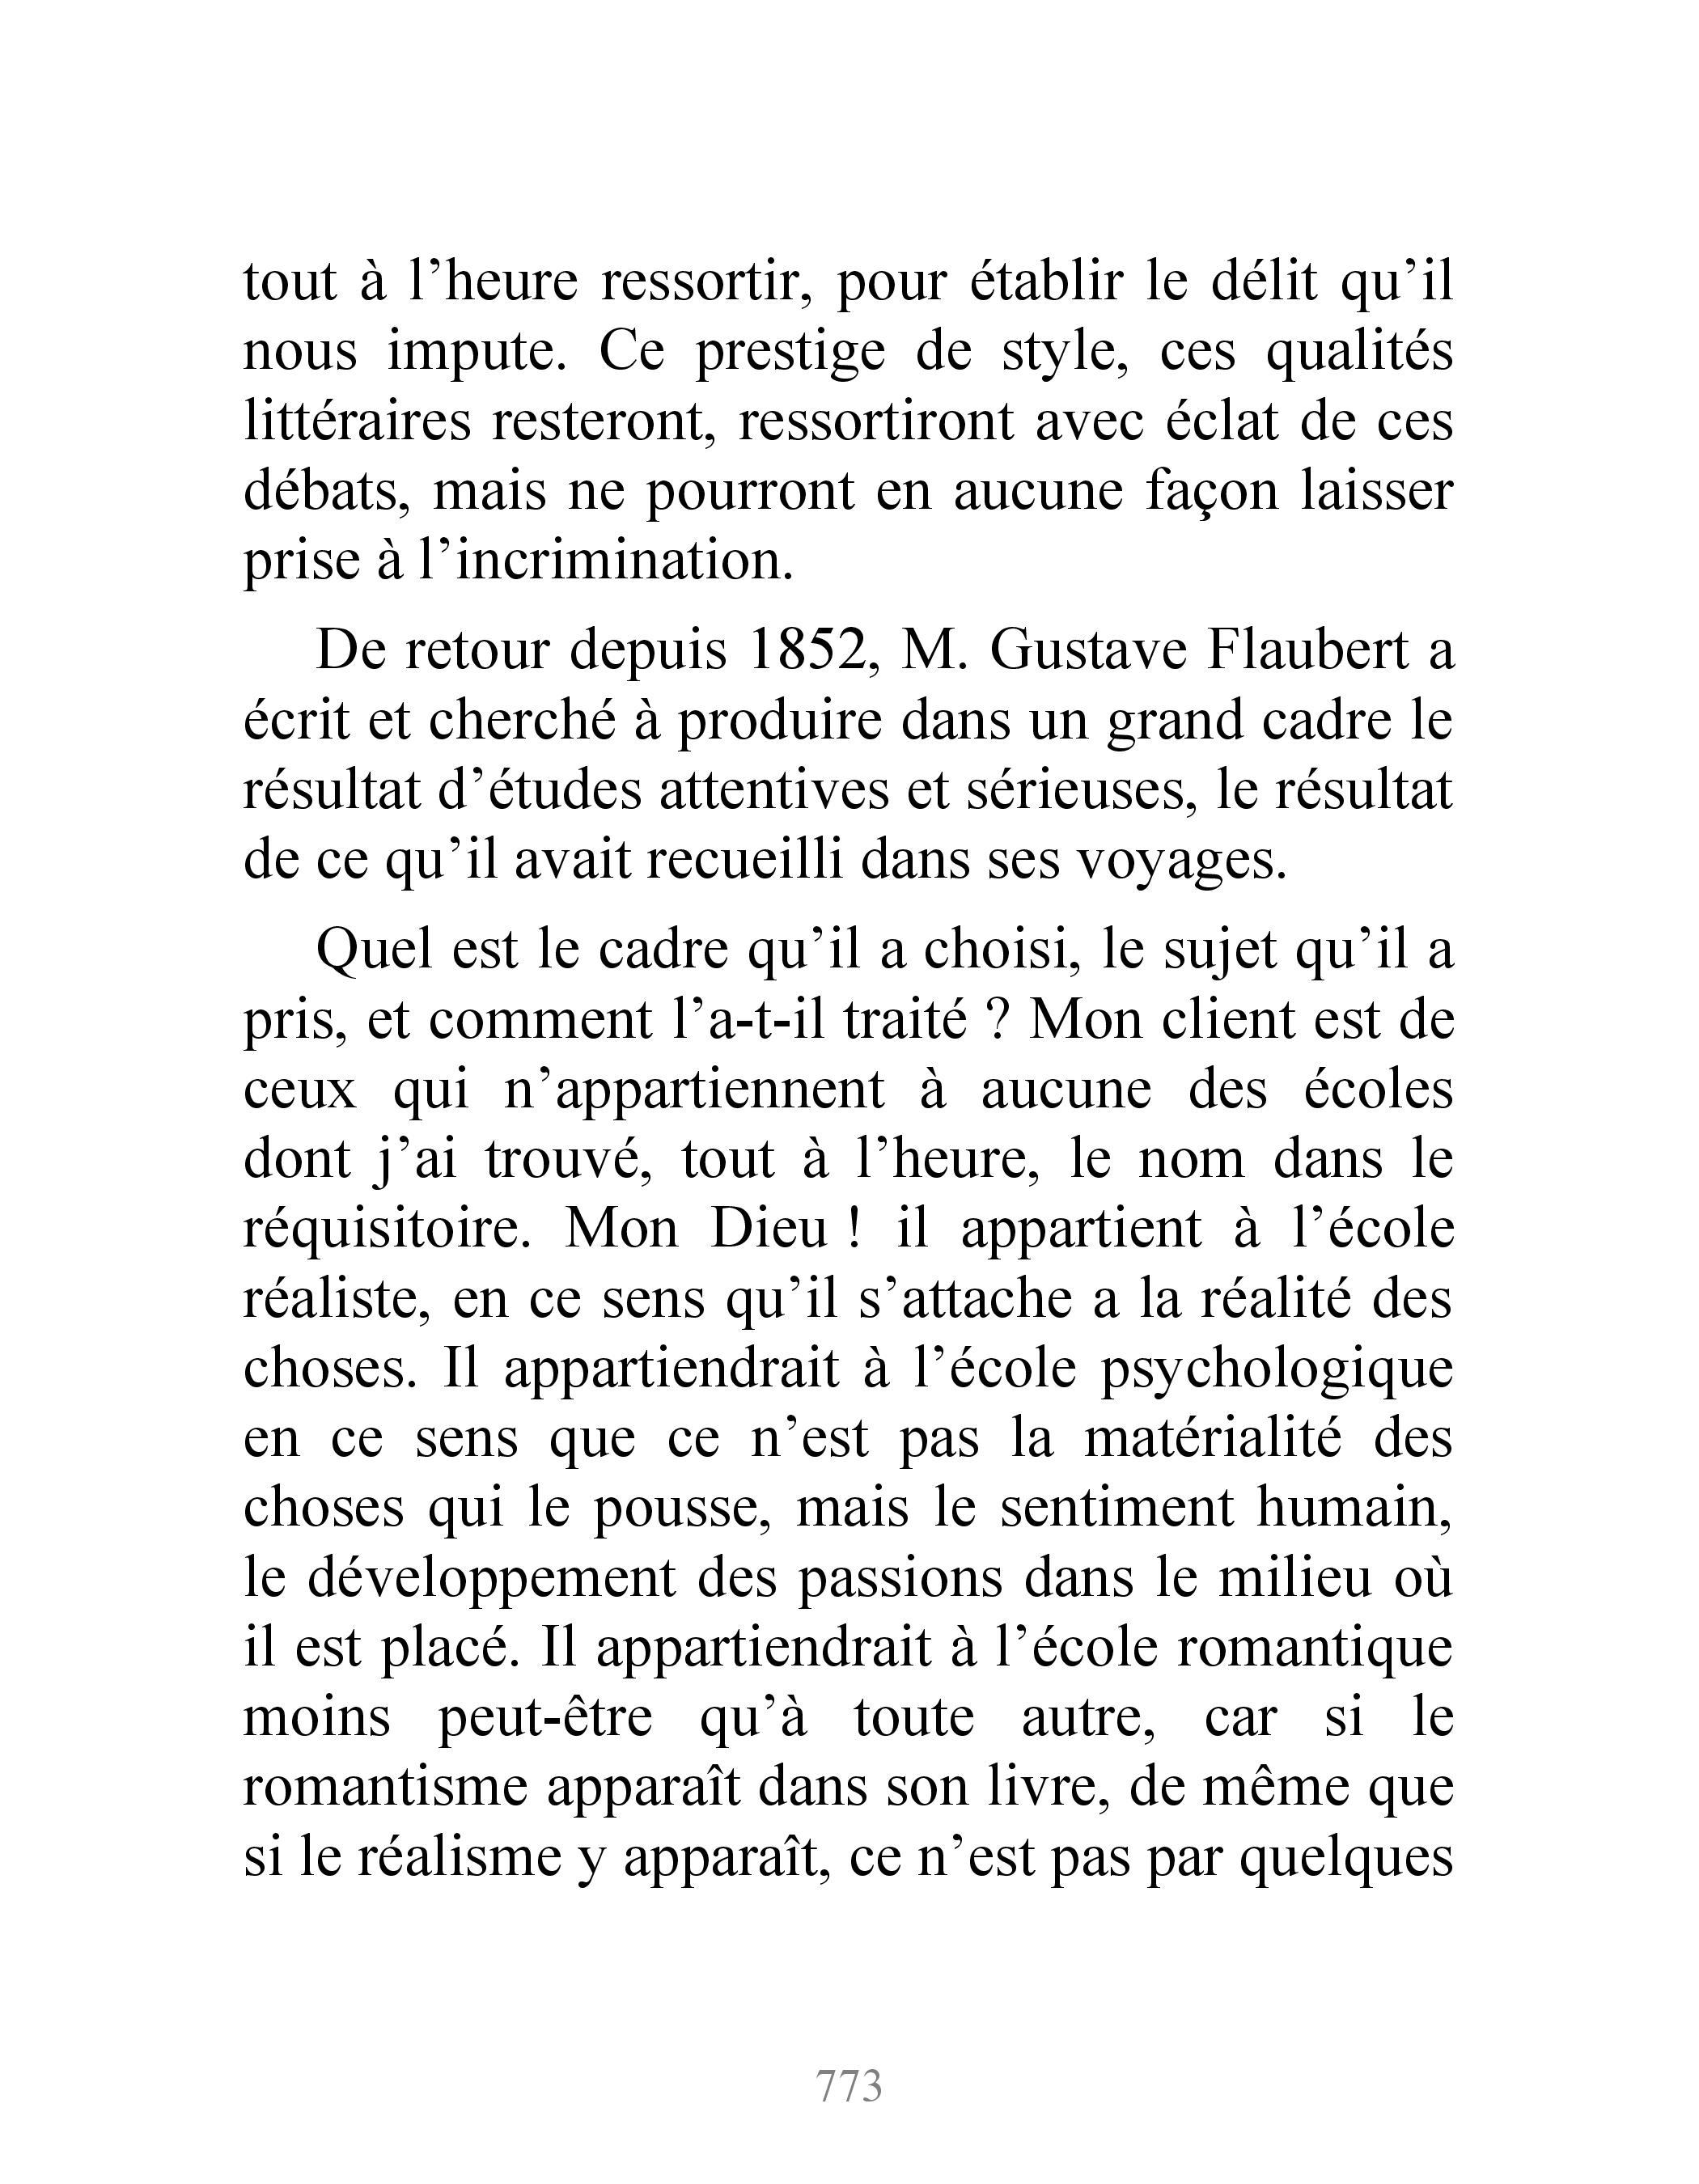 tout à l’heure ressortir, pour établir le délit qu’il
nous impute. Ce prestige de style, ces qualités
littéraires resteront, ressortiront avec éclat de ces
débats, mais ne pourront en aucune façon laisser
prise à l’incrimination.
De retour depuis 1852, M. Gustave Flaubert a
écrit et cherché à produire dans un grand cadre le
résultat d’études attentives et sérieuses, le résultat
de ce qu’il avait recueilli dans ses voyages.
Quel est le cadre qu’il a choisi, le sujet qu’il a
pris, et comment l’a-t-il traité ? Mon client est de
ceux qui n’appartiennent à aucune des écoles
dont j’ai trouvé, tout à l’heure, le nom dans le
réquisitoire. Mon Dieu ! il appartient à l’école
réaliste, en ce sens qu’il s’attache a la réalité des
choses. Il appartiendrait à l’école psychologique
en ce sens que ce n’est pas la matérialité des
choses qui le pousse, mais le sentiment humain,
le développement des passions dans le milieu où
il est placé. Il appartiendrait à l’école romantique
moins peut-être qu’à toute autre, car si le
romantisme apparaît dans son livre, de même que
si le réalisme y apparaît, ce n’est pas par quelques
773